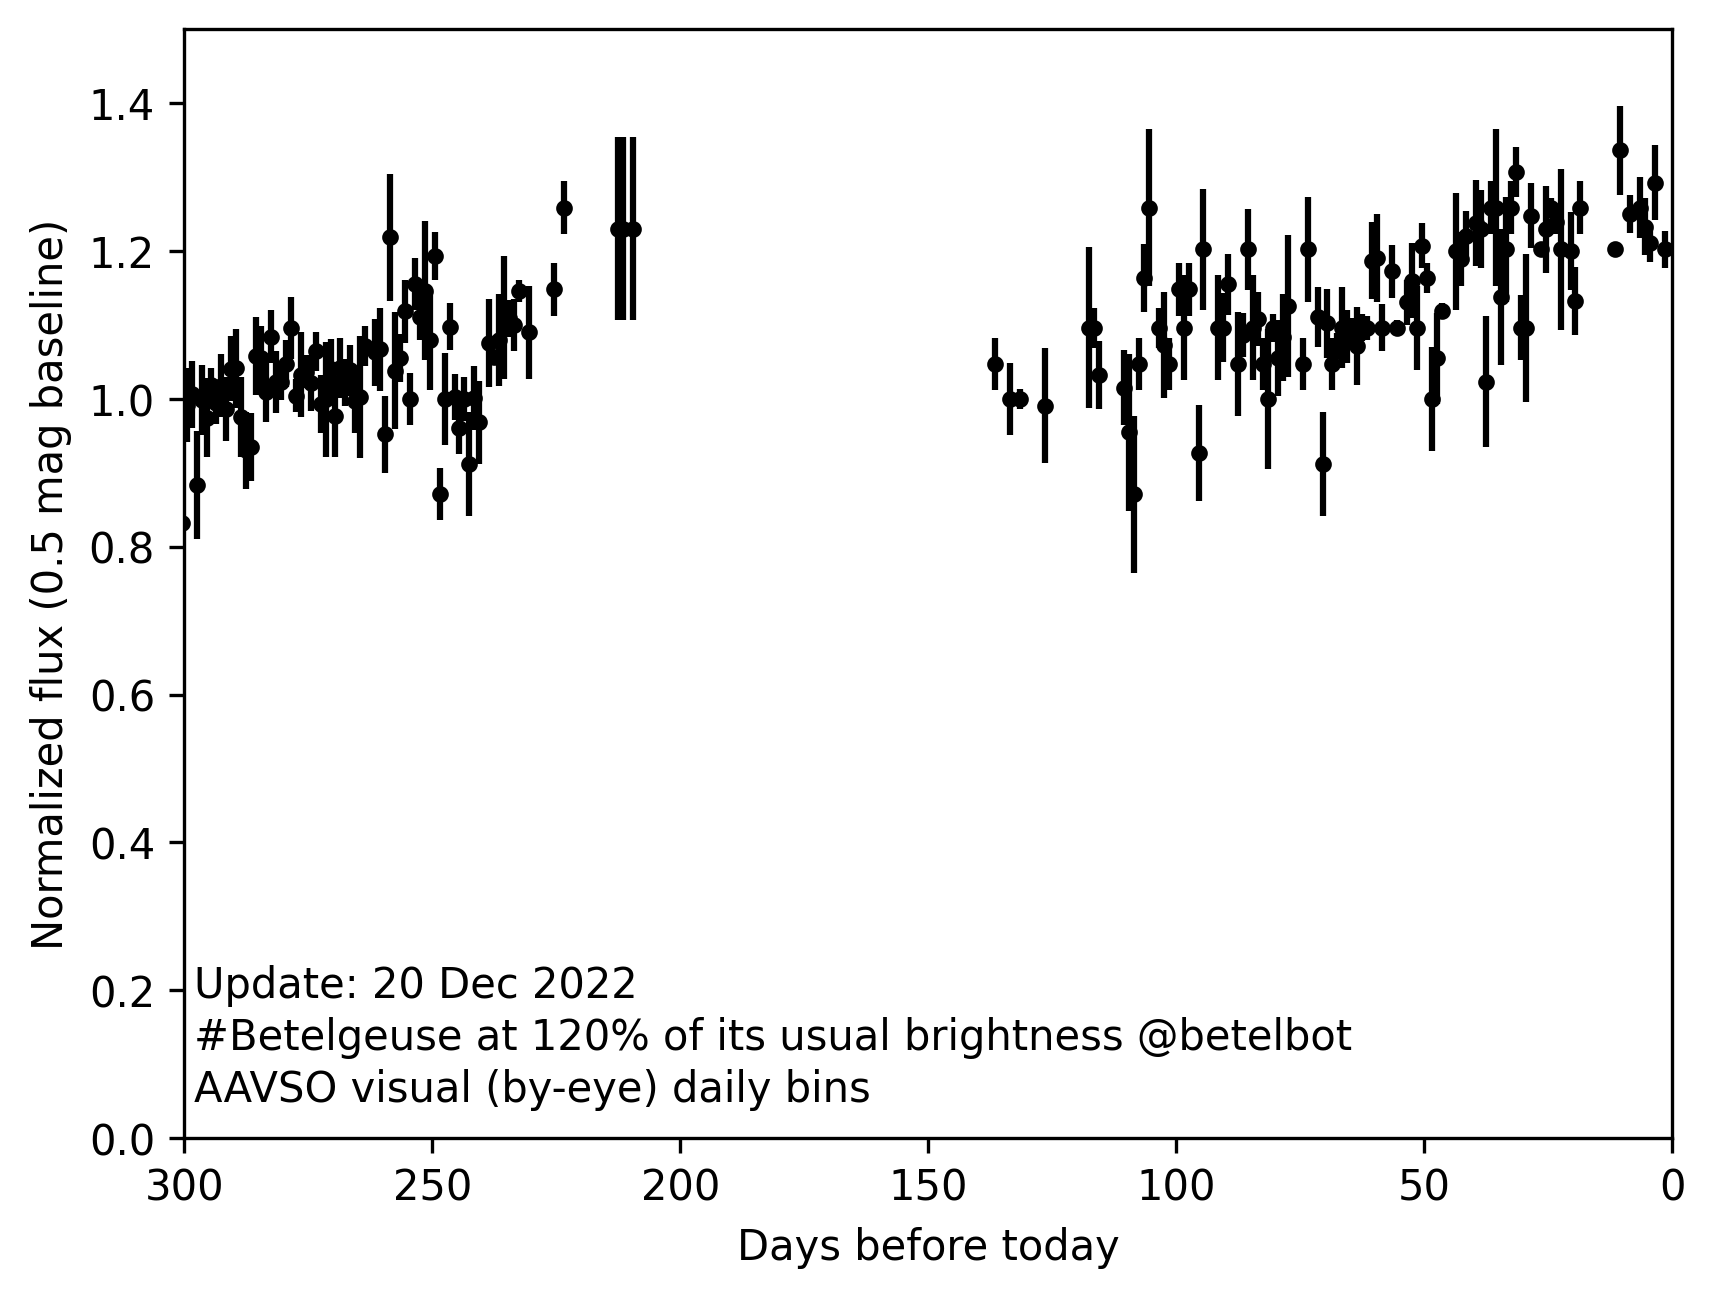 1.4
1.2
1.0
0.8
0.6
0.4
0.2
0.0
Normalized flux (0.5 mag baseline)
Update: 20 Dec 2022
#Betelgeuse at 120% of its usual brightness @betelbot
AAVSO visual (by-eye) daily bins
300 250 200 150 100 50 0
Days before today